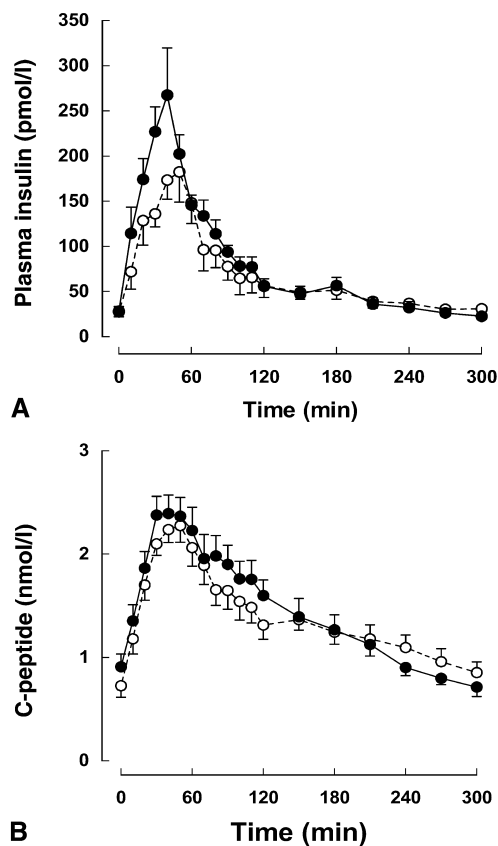 350
300
250
200
150
100
50
0
Plasma insulin (pmol/l)
0 60 120 180 240 300
Time (min)
A
3
2
1
0
C-peptide (nmol/l)
0 60 120 180 240 300
Time (min)
B